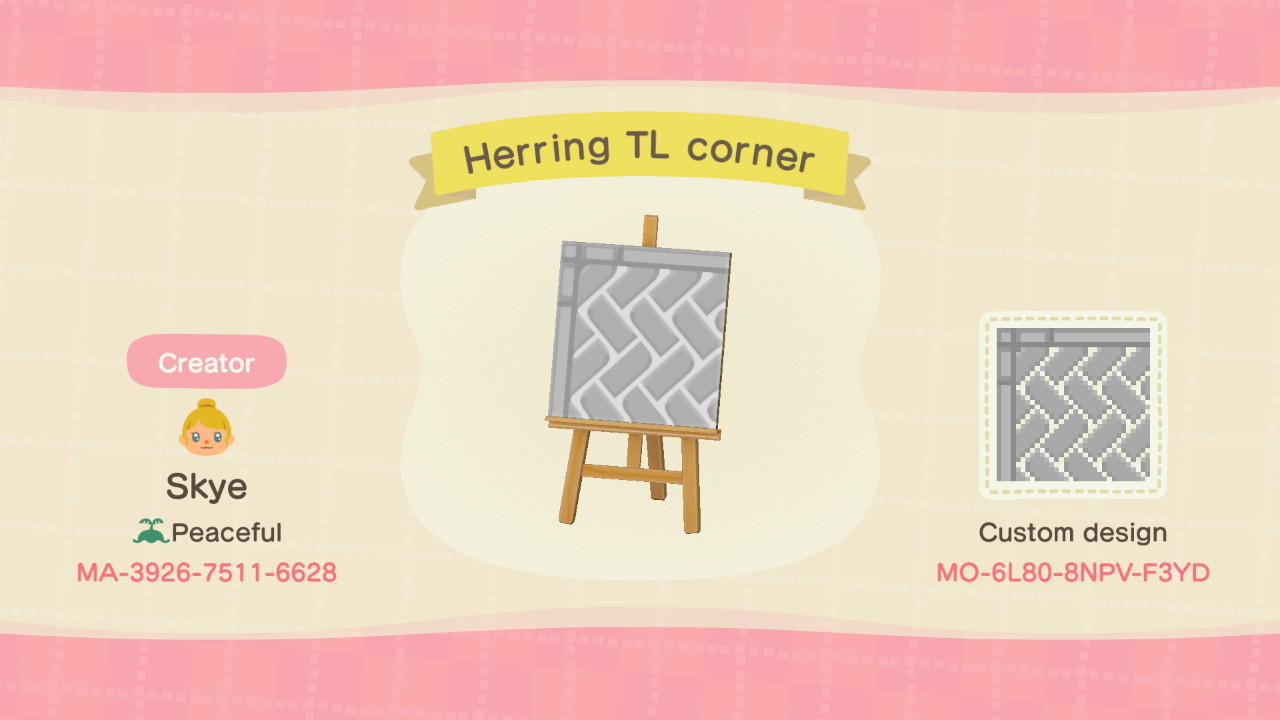 Herring TL corner
Creator
Skye
Peaceful
MA-3926-7511-6628
Custom design
MO-6L80-8NPV-F3YD